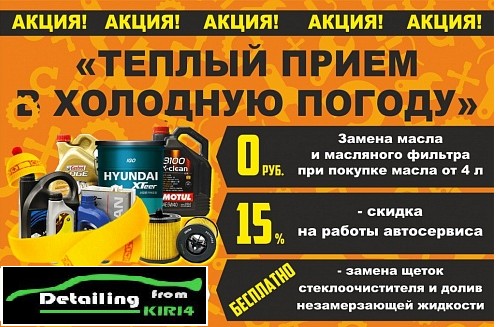 АКЦИЯ! АКЦИЯ! АКЦИЯ! АКЦИЯ! АКЦИЯ!
«ТЕПЛЫЙ ПРИЕМ
В ХОЛОДНУЮ ПОГОДУ»
0 РУБ.
Замена масла
и масляного фильтра
при покупке масла от 4 л
15%
- скидка
на работы автосервиса
БЕСПЛАТНО
- замена щеток
стеклоочистителя и долив
незамерзающей жидкости
HYUNDAI
XTeer
MOTUL
Detailing from
KIRI4